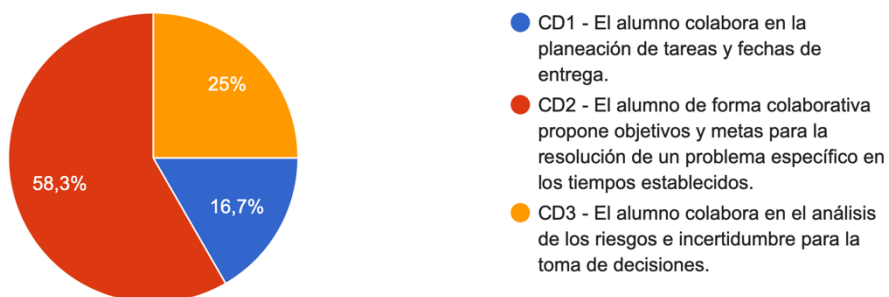 25%
58,3%
16,7%
CD1 - El alumno colabora en la
planeación de tareas y fechas de
entrega.
CD2 - El alumno de forma colaborativa
propone objetivos y metas para la
resolución de un problema específico en
los tiempos establecidos.
CD3 - El alumno colabora en el análisis
de los riesgos e incertidumbre para la
toma de decisiones.